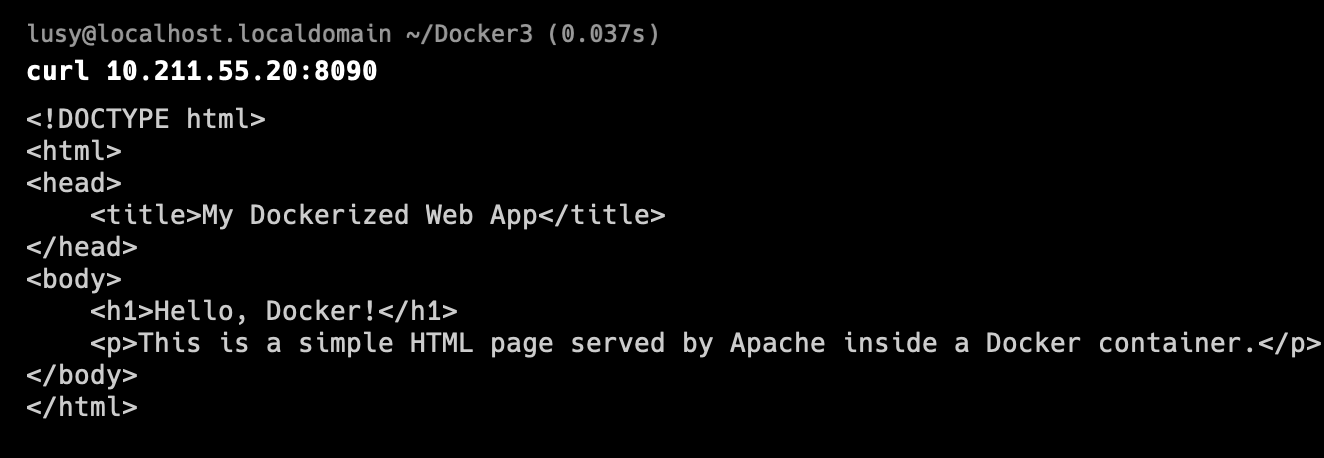 lusy@localhost.localdomain ~/Docker3 (0.037s)
curl 10.211.55.20:8090
<!DOCTYPE html>
<html>
<head>
    <title>My Dockerized Web App</title>
</head>
<body>
    <h1>Hello, Docker!</h1>
    <p>This is a simple HTML page served by Apache inside a Docker container.</p>
</body>
</html>